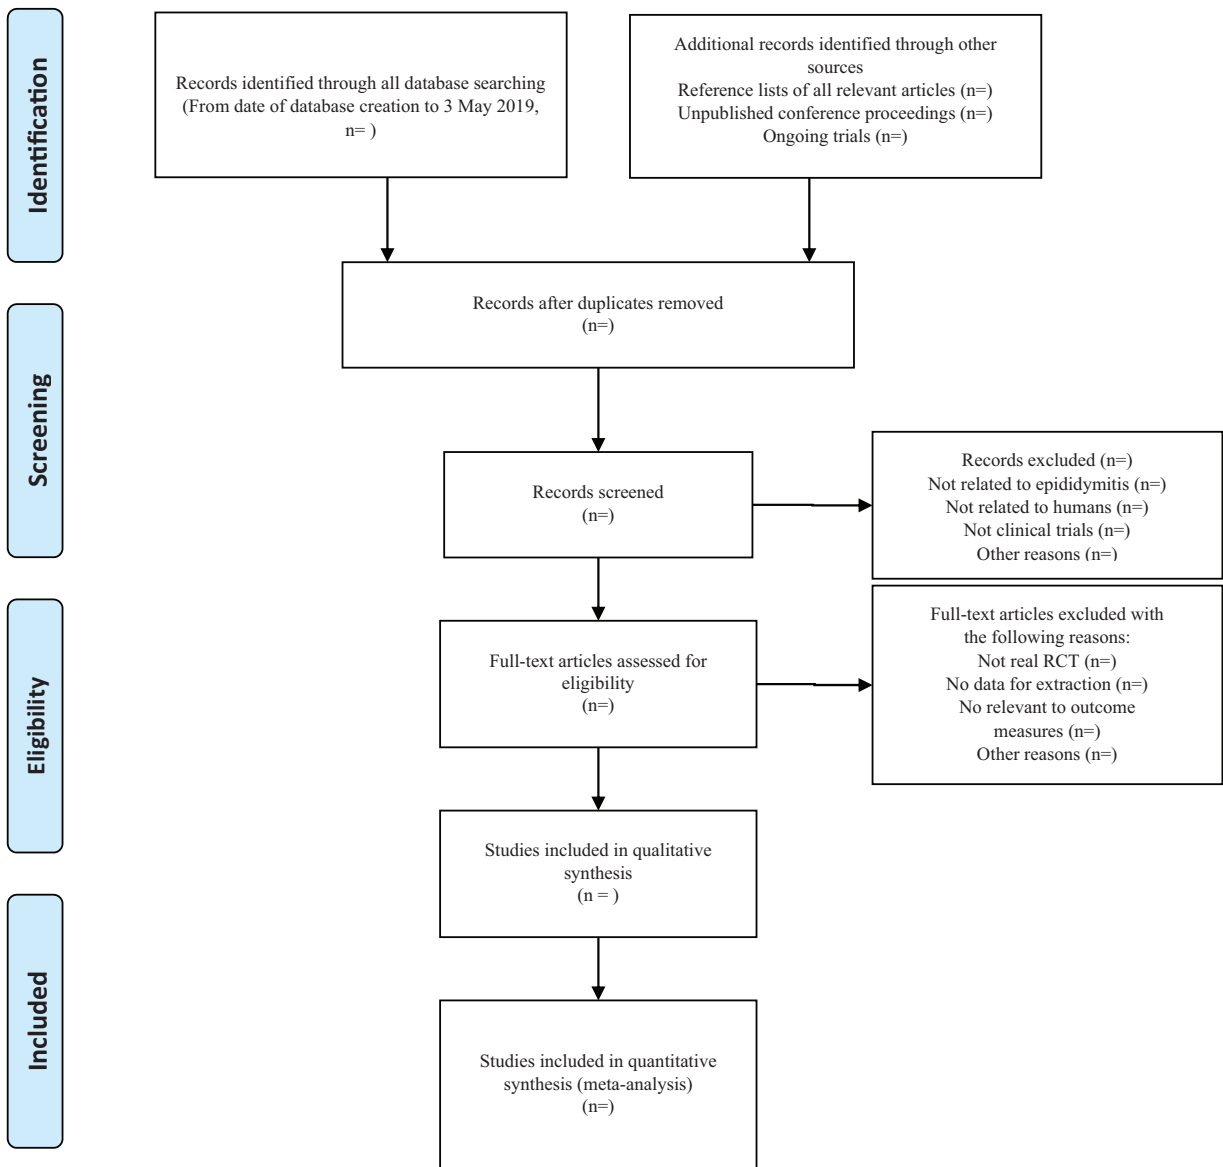 Identification
Records identified through all database searching
(From date of database creation to 3 May 2019,
n= )
Additional records identified through other
sources
Reference lists of all relevant articles (n=)
Unpublished conference proceedings (n=)
Ongoing trials (n=)
Records after duplicates removed
(n=)
Screening
Records screened
(n=)
Records excluded (n=)
Not related to epididymitis (n=)
Not related to humans (n=)
Not clinical trials (n=)
Other reasons (n=)
Eligibility
Full-text articles assessed for
eligibility
(n=)
Full-text articles excluded with
the following reasons:
Not real RCT (n=)
No data for extraction (n=)
No relevant to outcome
measures (n=)
Other reasons (n=)
Studies included in qualitative
synthesis
(n = )
Included
Studies included in quantitative
synthesis (meta-analysis)
(n=)